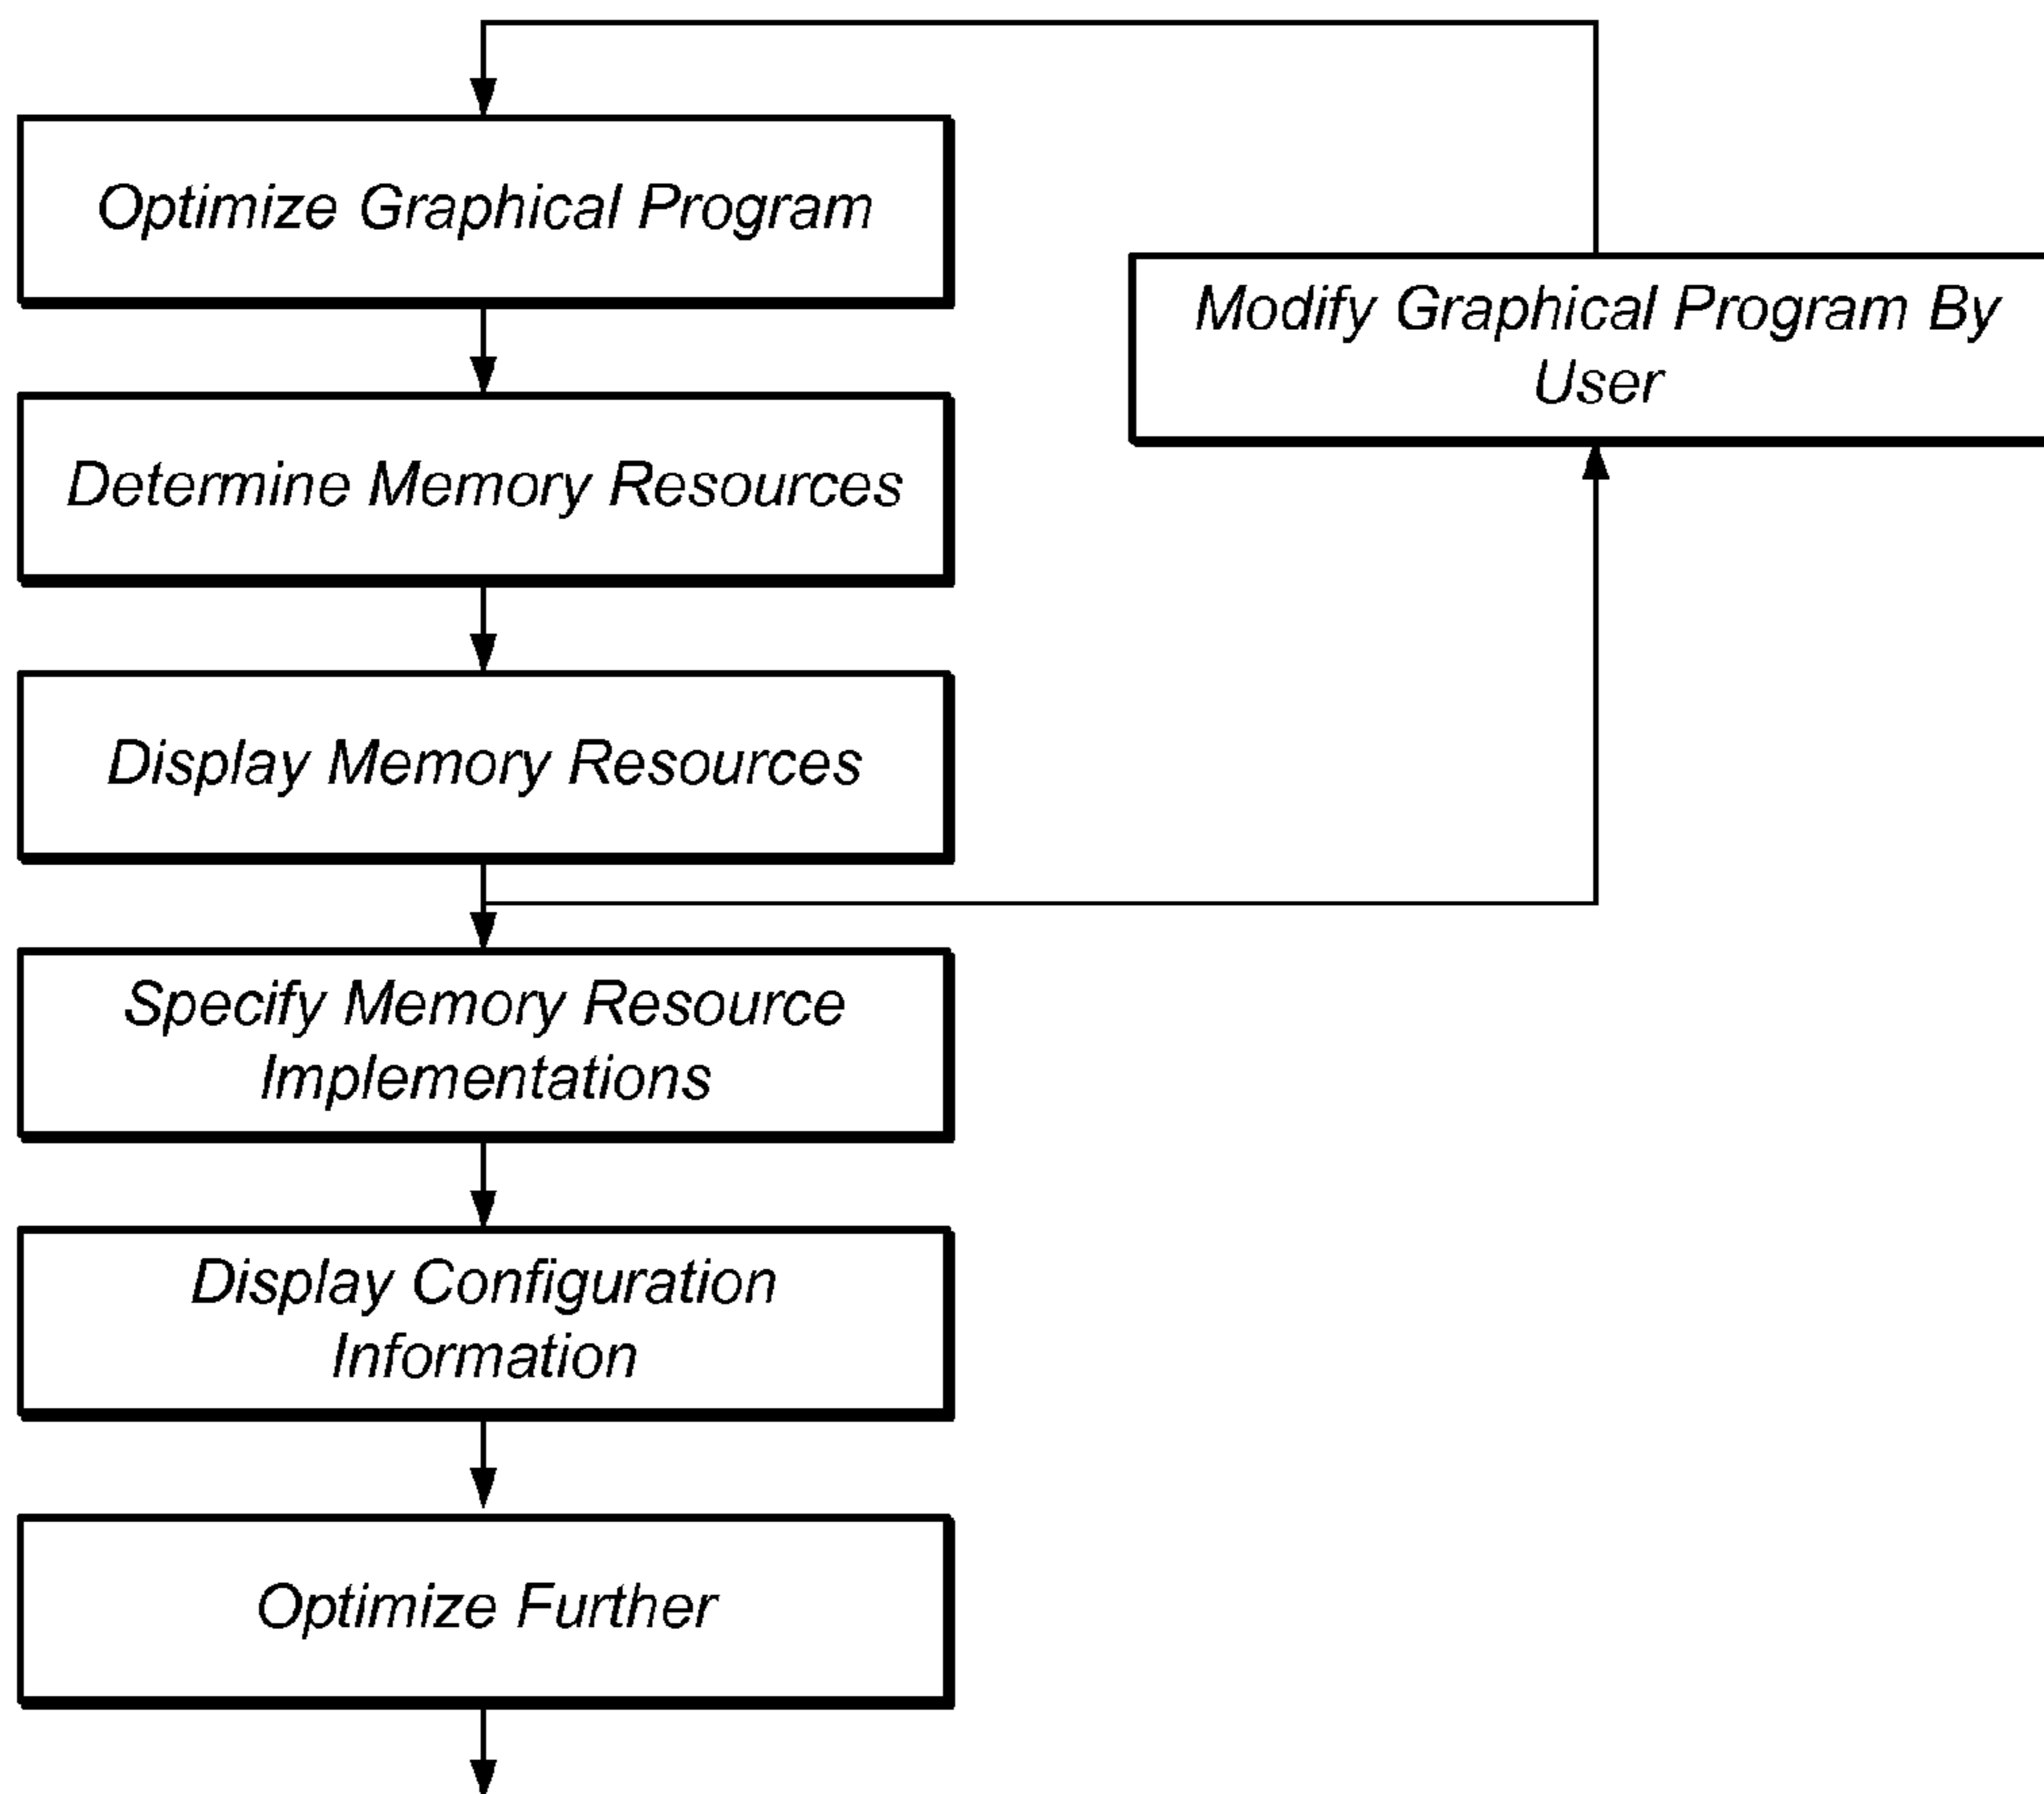 Optimize Graphical Program
Modify Graphical Program By
User
Determine Memory Resources
Display Memory Resources
Specify Memory Resource
Implementations
Display Configuration
Information
Optimize Further